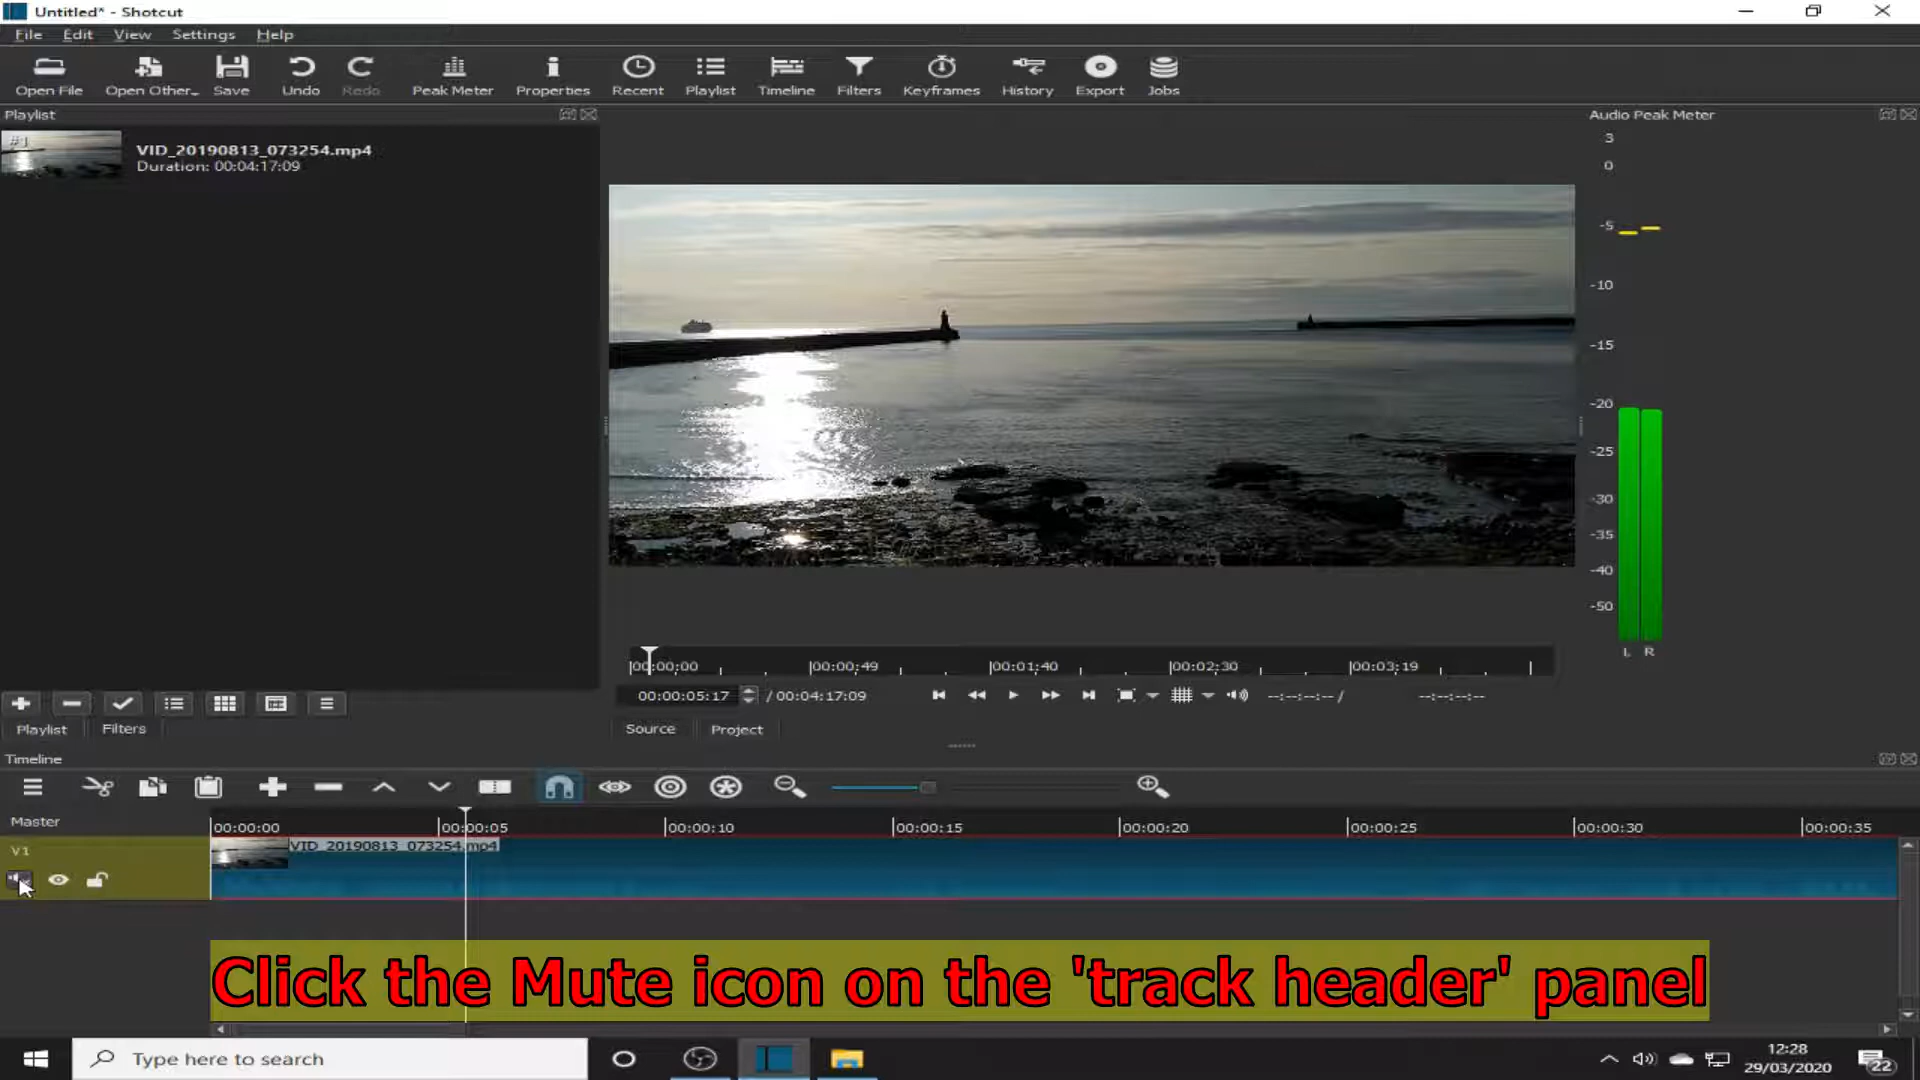 Untitled* - Shotcut
File Edit View Settings Help
Open File Open Other... Save Undo Redo Peak Meter Properties Recent Playlist Timeline Filters Keyframes History Export Jobs
Playlist
Audio Peak Meter
#1
VID_20190813_073254.mp4
Duration: 00:04:17:09
3
0
-5
-10
-15
-20
-25
-30
-35
-40
-50
L R
00:00:00 00:00:49 00:01:40 00:02:30 00:03:19
00:00:05:17 / 00:04:17:09 --:--:--:-- / --:--:--:--
Playlist Filters
Source Project
Timeline
Master
00:00:00 00:00:05 00:00:10 00:00:15 00:00:20 00:00:25 00:00:30 00:00:35
V1
VID_20190813_073254.mp4
Click the Mute icon on the 'track header' panel
Type here to search
12:28
29/03/2020
22